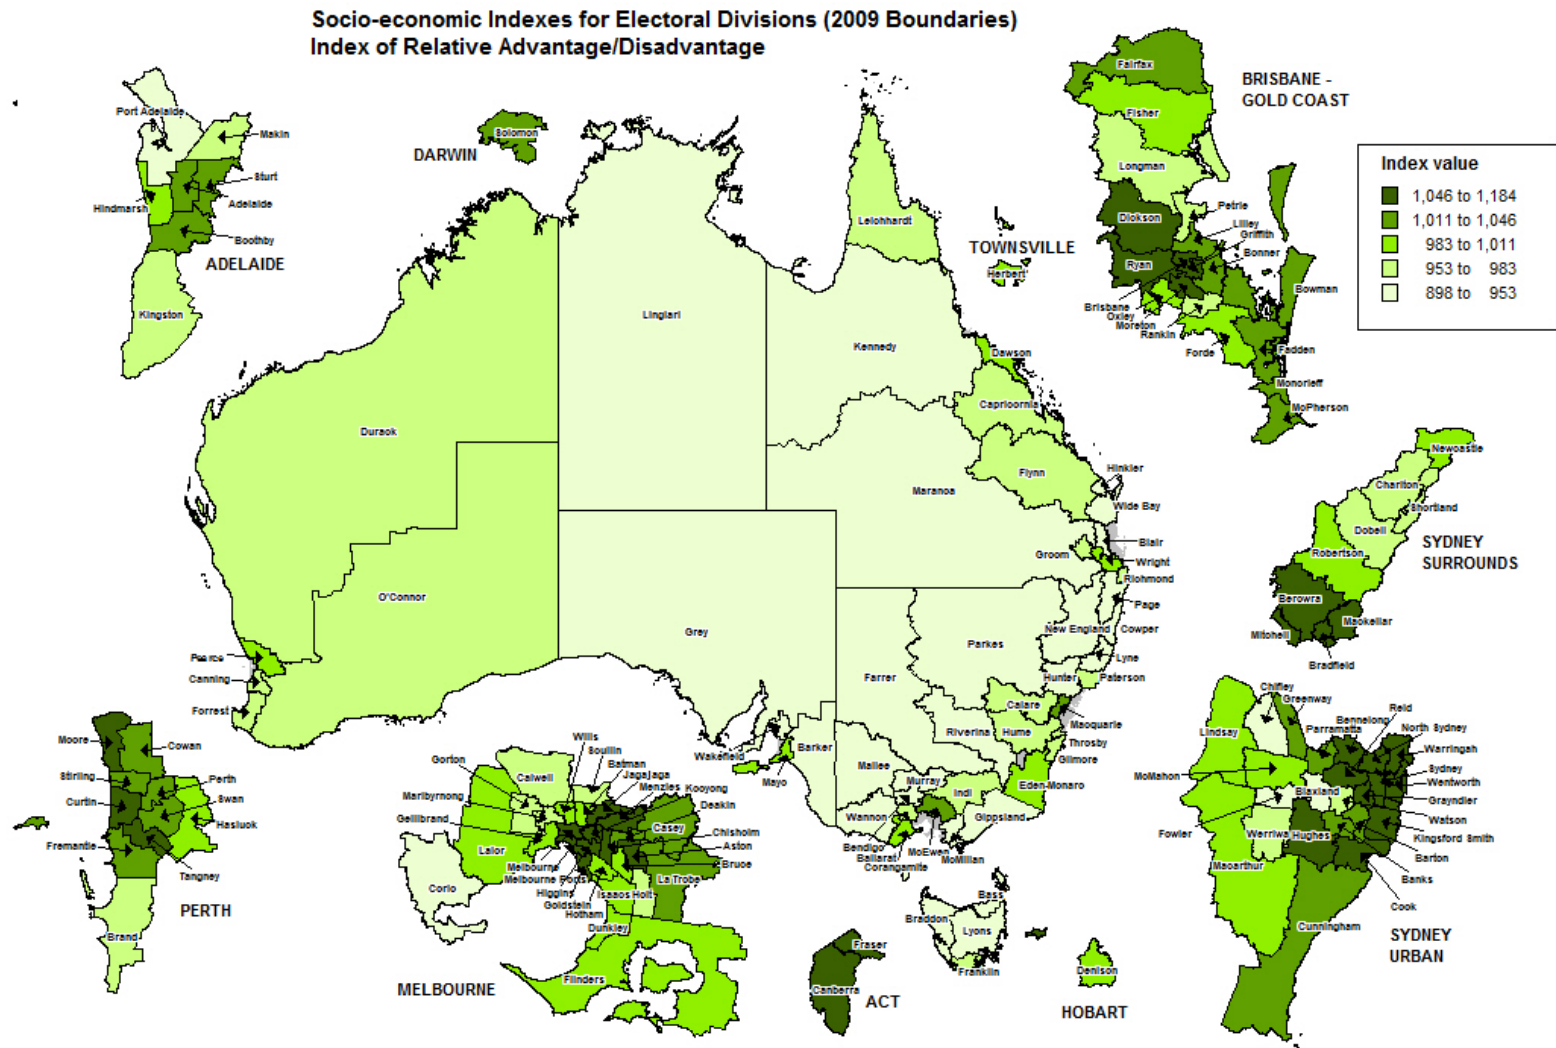 Socio-economic Indexes for Electoral Divisions (2009 Boundaries)
Index of Relative Advantage/Disadvantage
BRISBANE -
GOLD COAST
Fairfax
Fisher
Longman
Dickson
Ryan
Petrie
Lilley
Griffith
Bonner
Bowman
Brisbane
Oxley
Moreton
Rankin
Forde
Fadden
Monorieff
McPherson
Index value
1,046 to 1,184
1,011 to 1,046
983 to 1,011
953 to 983
898 to 953
Port Adelaide
Makin
Sturt
Adelaide
Hindmarsh
Boothby
ADELAIDE
Kingston
DARWIN
Solomon
TOWNSVILLE
Herbert
Leichhardt
Lingiari
Kennedy
Dawson
Capricornia
Flynn
Durack
Maranoa
Hinkler
Wide Bay
Blair
Groom
Wright
Richmond
Page
O'Connor
Grey
New England
Cowper
Parkes
Lyne
Pearce
Canning
Forrest
Farrer
Hunter
Paterson
Calare
Macquarie
Riverina
Hume
Throsby
Gilmore
Eden-Monaro
Wakefield
Barker
Mayo
Mallee
Murray
Indi
Wannon
Gippsland
Bendigo
Ballarat
Corangamite
McEwen
McMillan
Bass
Braddon
Lyons
Franklin
Newcastle
Charlton
Shortland
Dobell
Robertson
SYDNEY
SURROUNDS
Berowra
Mackellar
Mitchell
Bradfield
Moore
Cowan
Stirling
Perth
Curtin
Swan
Hasluck
Fremantle
Tangney
PERTH
Brand
Wills
Scullin
Batman
Jagajaga
Menzies
Kooyong
Deakin
Gorton
Calwell
Maribyrnong
Gellibrand
Casey
Chisholm
Aston
Bruce
Lalor
Melbourne
Melbourne Ports
Higgins
Goldstein
Hotham
Isaacs
Holt
La Trobe
Corio
Dunkley
Flinders
MELBOURNE
Fraser
Canberra
ACT
Denison
HOBART
Chifley
Greenway
Reid
Bennelong
North Sydney
Parramatta
Lindsay
Warringah
McMahon
Sydney
Wentworth
Blaxland
Grayndler
Watson
Fowler
Werriwa
Hughes
Kingsford Smith
Macarthur
Barton
Banks
Cook
Cunningham
SYDNEY
URBAN